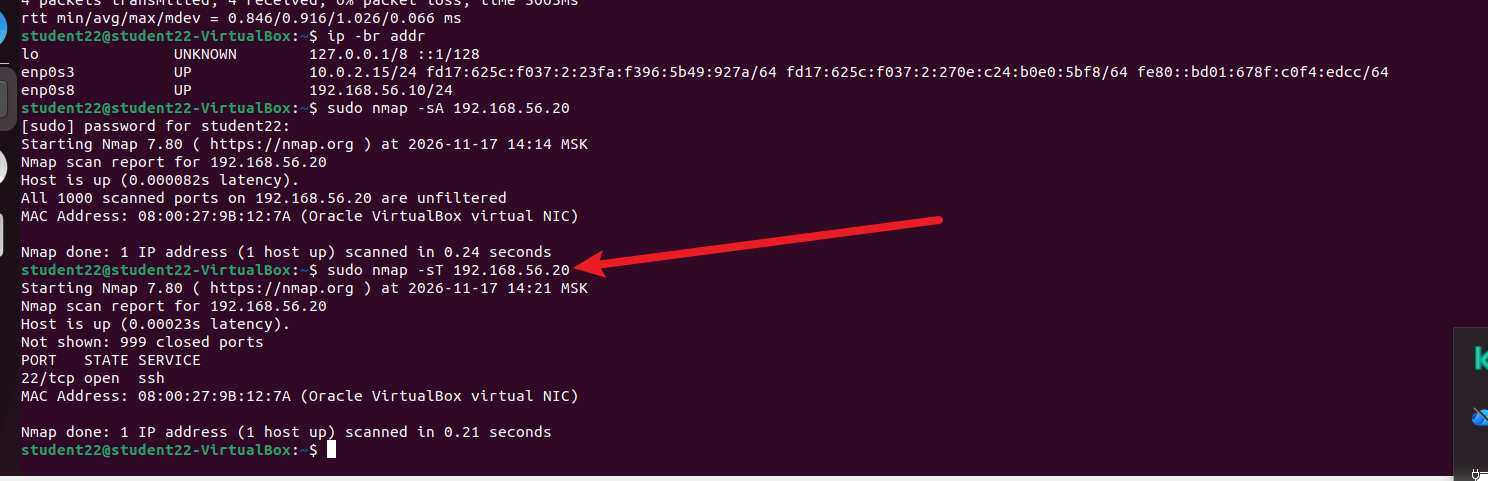 4 packets transmitted, 4 received, 0% packet loss, time 3005ms
rtt min/avg/max/mdev = 0.846/0.916/1.026/0.066 ms
student22@student22-VirtualBox:~$ ip -br addr
lo UNKNOWN 127.0.0.1/8 ::1/128
enp0s3 UP 10.0.2.15/24 fd17:625c:f037:2:23fa:f396:5b49:927a/64 fd17:625c:f037:2:270e:c24:b0e0:5bf8/64 fe80::bd01:678f:c0f4:edcc/64
enp0s8 UP 192.168.56.10/24
student22@student22-VirtualBox:~$ sudo nmap -sA 192.168.56.20
[sudo] password for student22:
Starting Nmap 7.80 ( https://nmap.org ) at 2026-11-17 14:14 MSK
Nmap scan report for 192.168.56.20
Host is up (0.000082s latency).
All 1000 scanned ports on 192.168.56.20 are unfiltered
MAC Address: 08:00:27:9B:12:7A (Oracle VirtualBox virtual NIC)
Nmap done: 1 IP address (1 host up) scanned in 0.24 seconds
student22@student22-VirtualBox:~$ sudo nmap -sT 192.168.56.20
Starting Nmap 7.80 ( https://nmap.org ) at 2026-11-17 14:21 MSK
Nmap scan report for 192.168.56.20
Host is up (0.00023s latency).
Not shown: 999 closed ports
PORT STATE SERVICE
22/tcp open ssh
MAC Address: 08:00:27:9B:12:7A (Oracle VirtualBox virtual NIC)
Nmap done: 1 IP address (1 host up) scanned in 0.21 seconds
student22@student22-VirtualBox:~$